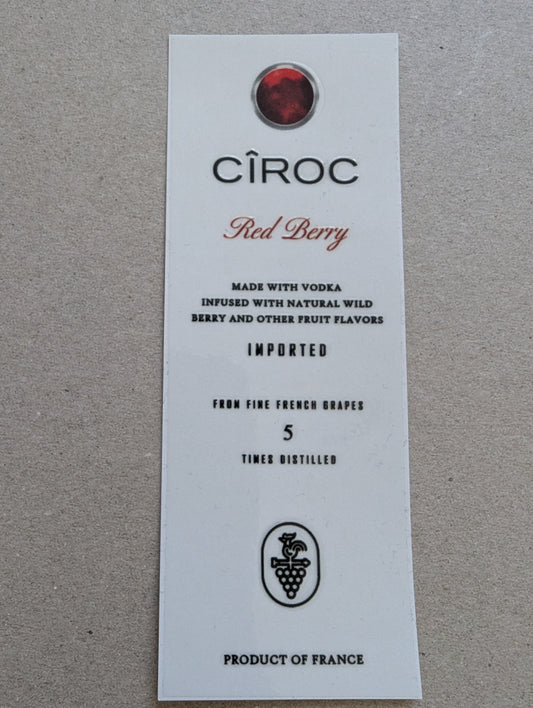 CÎROC
Red Berry
MADE WITH VODKA
INFUSED WITH NATURAL WILD
BERRY AND OTHER FRUIT FLAVORS
IMPORTED
FROM FINE FRENCH GRAPES
5
TIMES DISTILLED
PRODUCT OF FRANCE